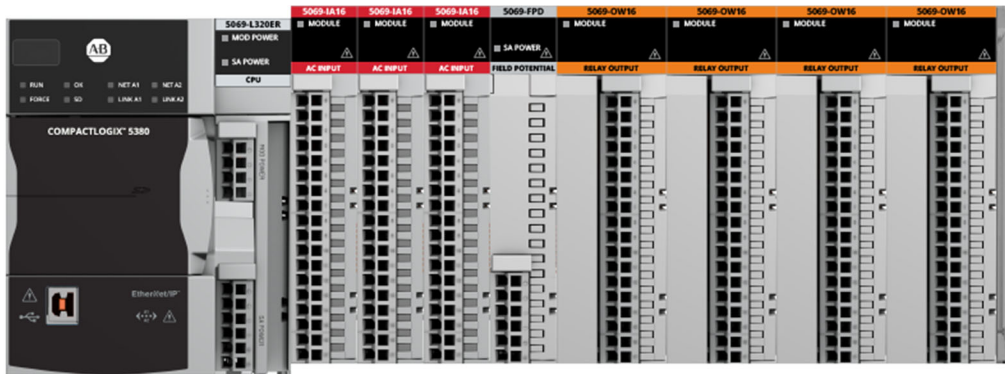 AB
RUN OK NET A1 NET A2
FORCE SD LINK A1 LINK A2
COMPACTLOGIX™ 5380
EtherNet/IP™
5069-L320ER
MOD POWER
SA POWER
CPU
MOD POWER
SA POWER
5069-IA16
MODULE
AC INPUT
5069-IA16
MODULE
AC INPUT
5069-IA16
MODULE
AC INPUT
5069-FPD
SA POWER
FIELD POTENTIAL
5069-OW16
MODULE
RELAY OUTPUT
5069-OW16
MODULE
RELAY OUTPUT
5069-OW16
MODULE
RELAY OUTPUT
5069-OW16
MODULE
RELAY OUTPUT